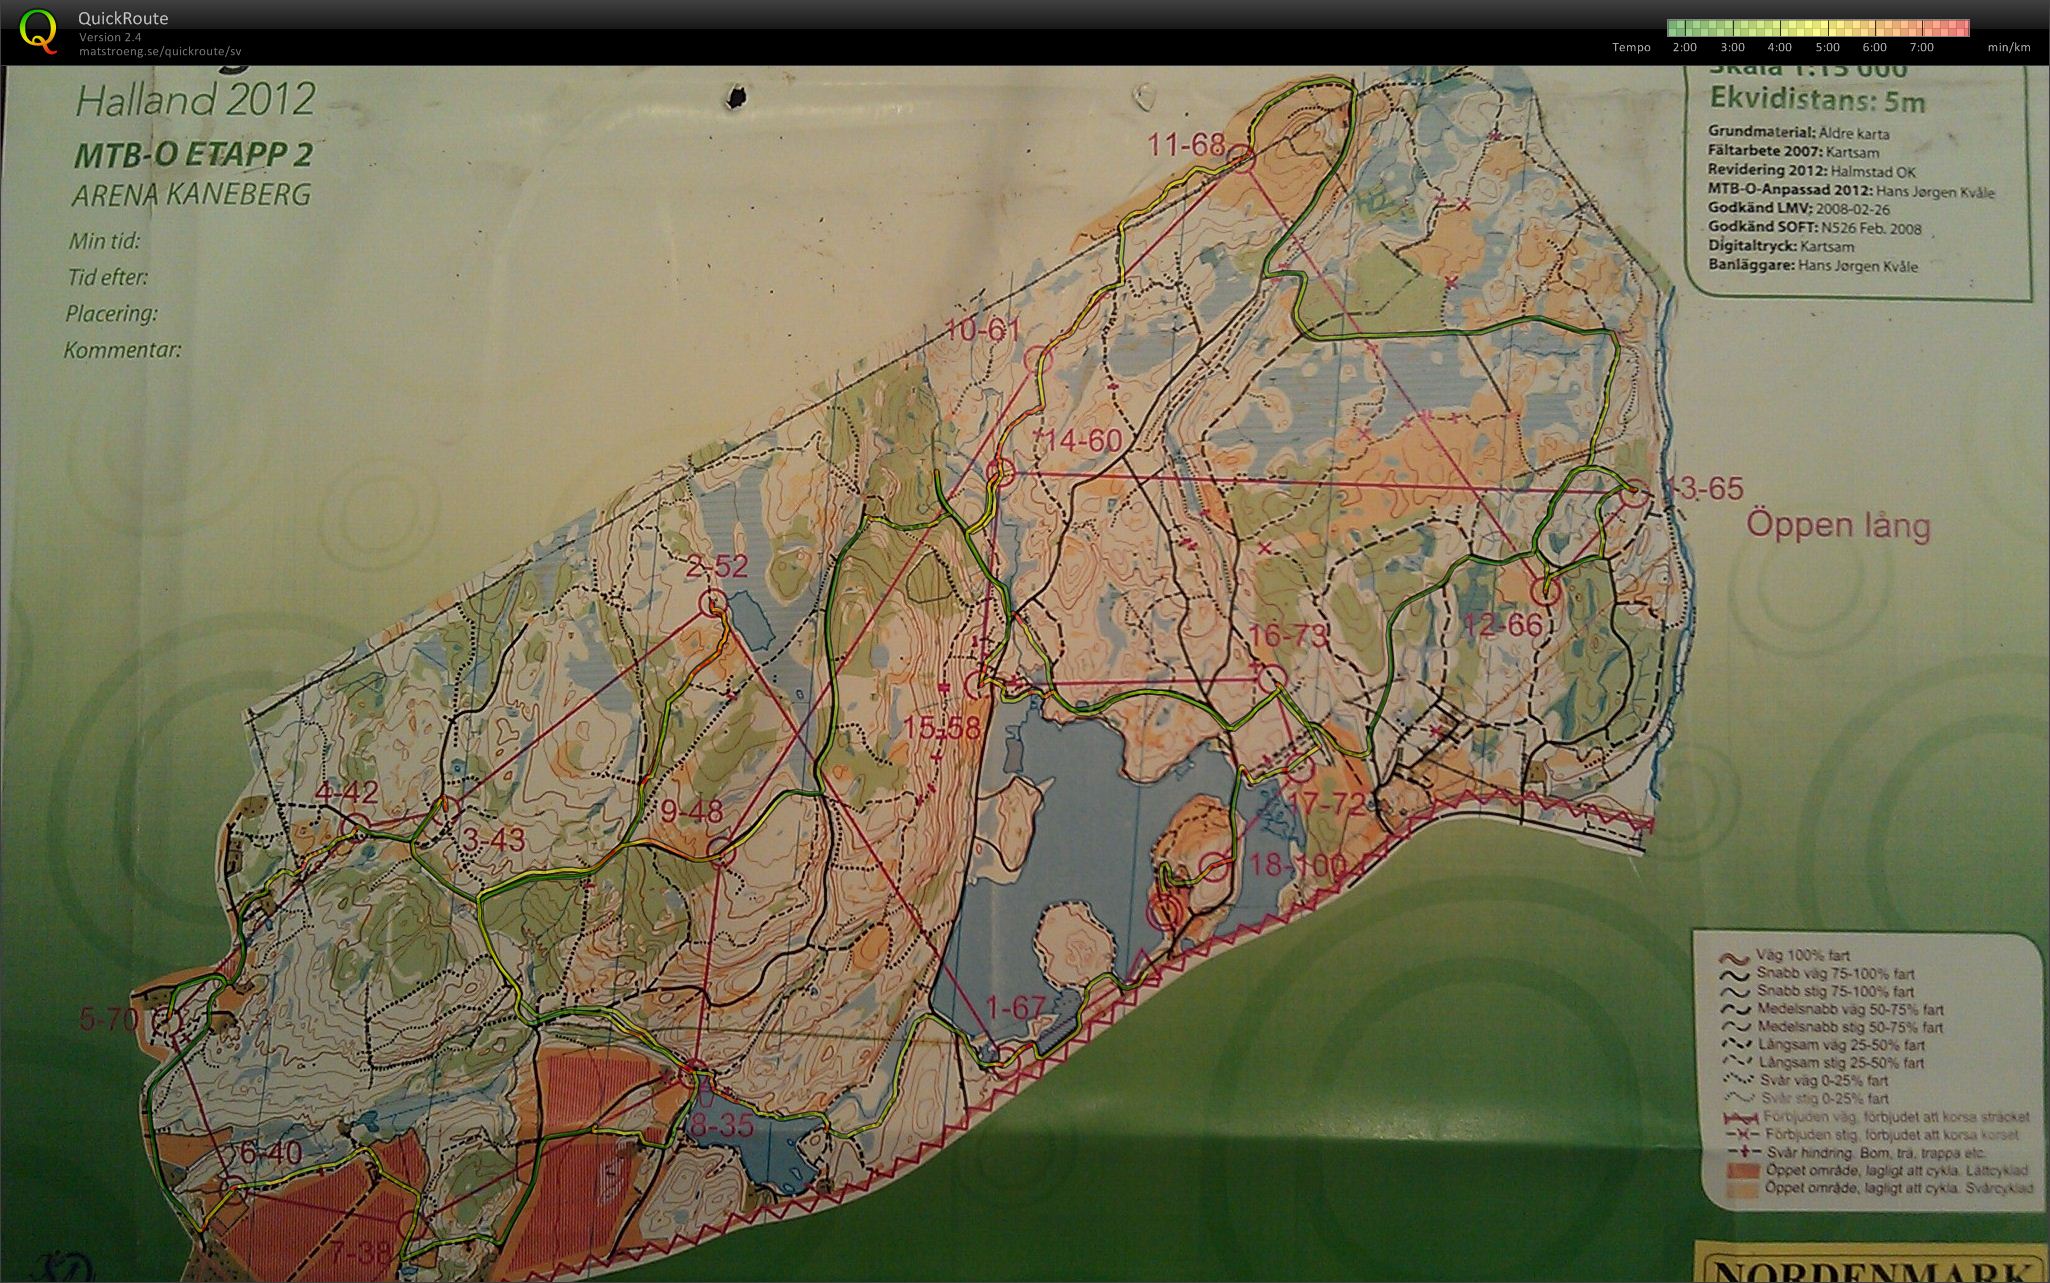 QuickRoute
Version 2.4
matstroeng.se/quickroute/sv
Tempo 2:00 3:00 4:00 5:00 6:00 7:00 min/km
Halland 2012
MTB-O ETAPP 2
ARENA KANEBERG
Min tid:
Tid efter:
Placering:
Kommentar:
Skala 1:15 000
Ekvidistans: 5m
Grundmaterial: Äldre karta
Fältarbete 2007: Kartsam
Revidering 2012: Halmstad OK
MTB-O-Anpassad 2012: Hans Jørgen Kvåle
Godkänd LMV; 2008-02-26
Godkänd SOFT: N526 Feb. 2008
Digitaltryck: Kartsam
Banläggare: Hans Jørgen Kvåle
11-68
10-61
14-60
13-65
Öppen lång
2-52
12-66
16-73
15-58
4-42
9-48
3-43
17-72
18-100
1-67
5-70
8-35
6-40
7-38
Väg 100% fart
Snabb väg 75-100% fart
Snabb stig 75-100% fart
Medelsnabb väg 50-75% fart
Medelsnabb stig 50-75% fart
Långsam väg 25-50% fart
Långsam stig 25-50% fart
Svår väg 0-25% fart
Svår stig 0-25% fart
Förbjuden väg, förbjudet att korsa sträcket
Förbjuden stig, förbjudet att korsa korset
Svår hindring. Bom, trä, trappa etc.
Öppet område, lagligt att cykla. Lättcyklad
Öppet område, lagligt att cykla. Svårcyklad
NORDENMARK